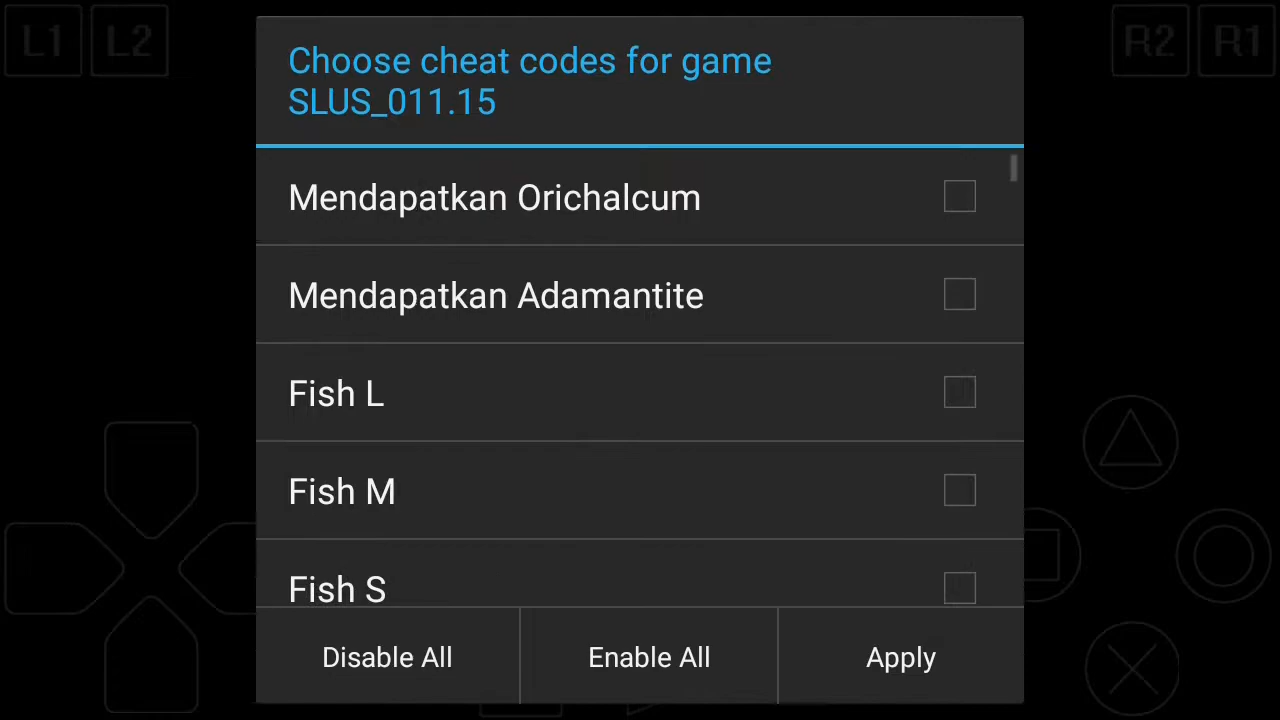 L1 L2
R2 R1
Choose cheat codes for game
SLUS_011.15
Mendapatkan Orichalcum
Mendapatkan Adamantite
Fish L
Fish M
Fish S
Disable All
Enable All
Apply